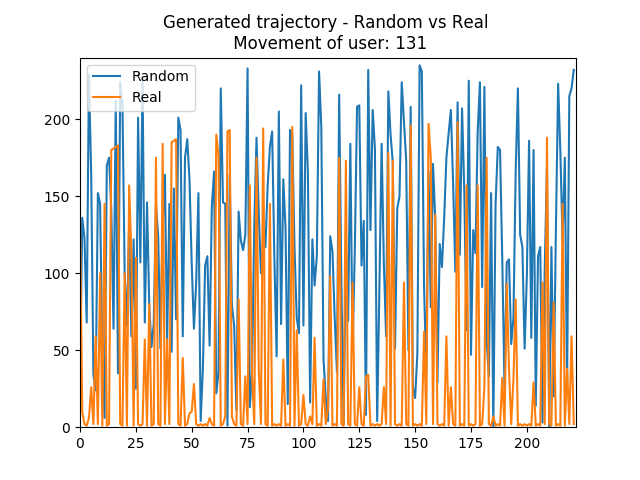 Generated trajectory - Random vs Real
Movement of user: 131
Random
Real
200
150
100
50
0
0 25 50 75 100 125 150 175 200